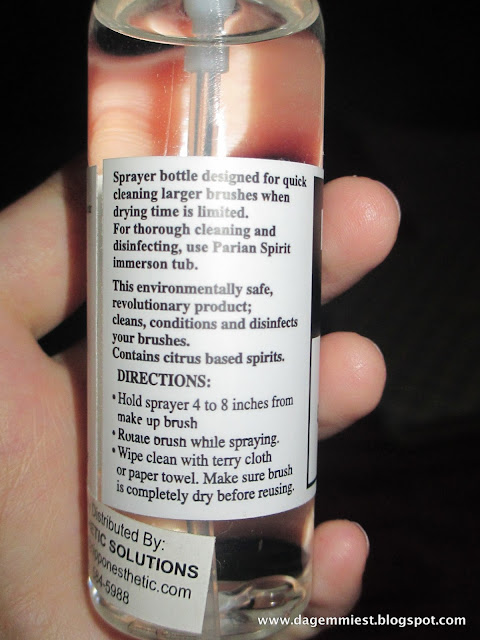 Sprayer bottle designed for quick
cleaning larger brushes when
drying time is limited.
For thorough cleaning and
disinfecting, use Parian Spirit
immerson tub.
This environmentally safe,
revolutionary product;
cleans, conditions and disinfects
your brushes.
Contains citrus based spirits.
DIRECTIONS:
• Hold sprayer 4 to 8 inches from
make up brush
• Rotate brush while spraying.
• Wipe clean with terry cloth
or paper towel. Make sure brush
is completely dry before reusing.
Distributed By:
SOLUTIONS
4-5988
www.dagemmiest.blogspot.com